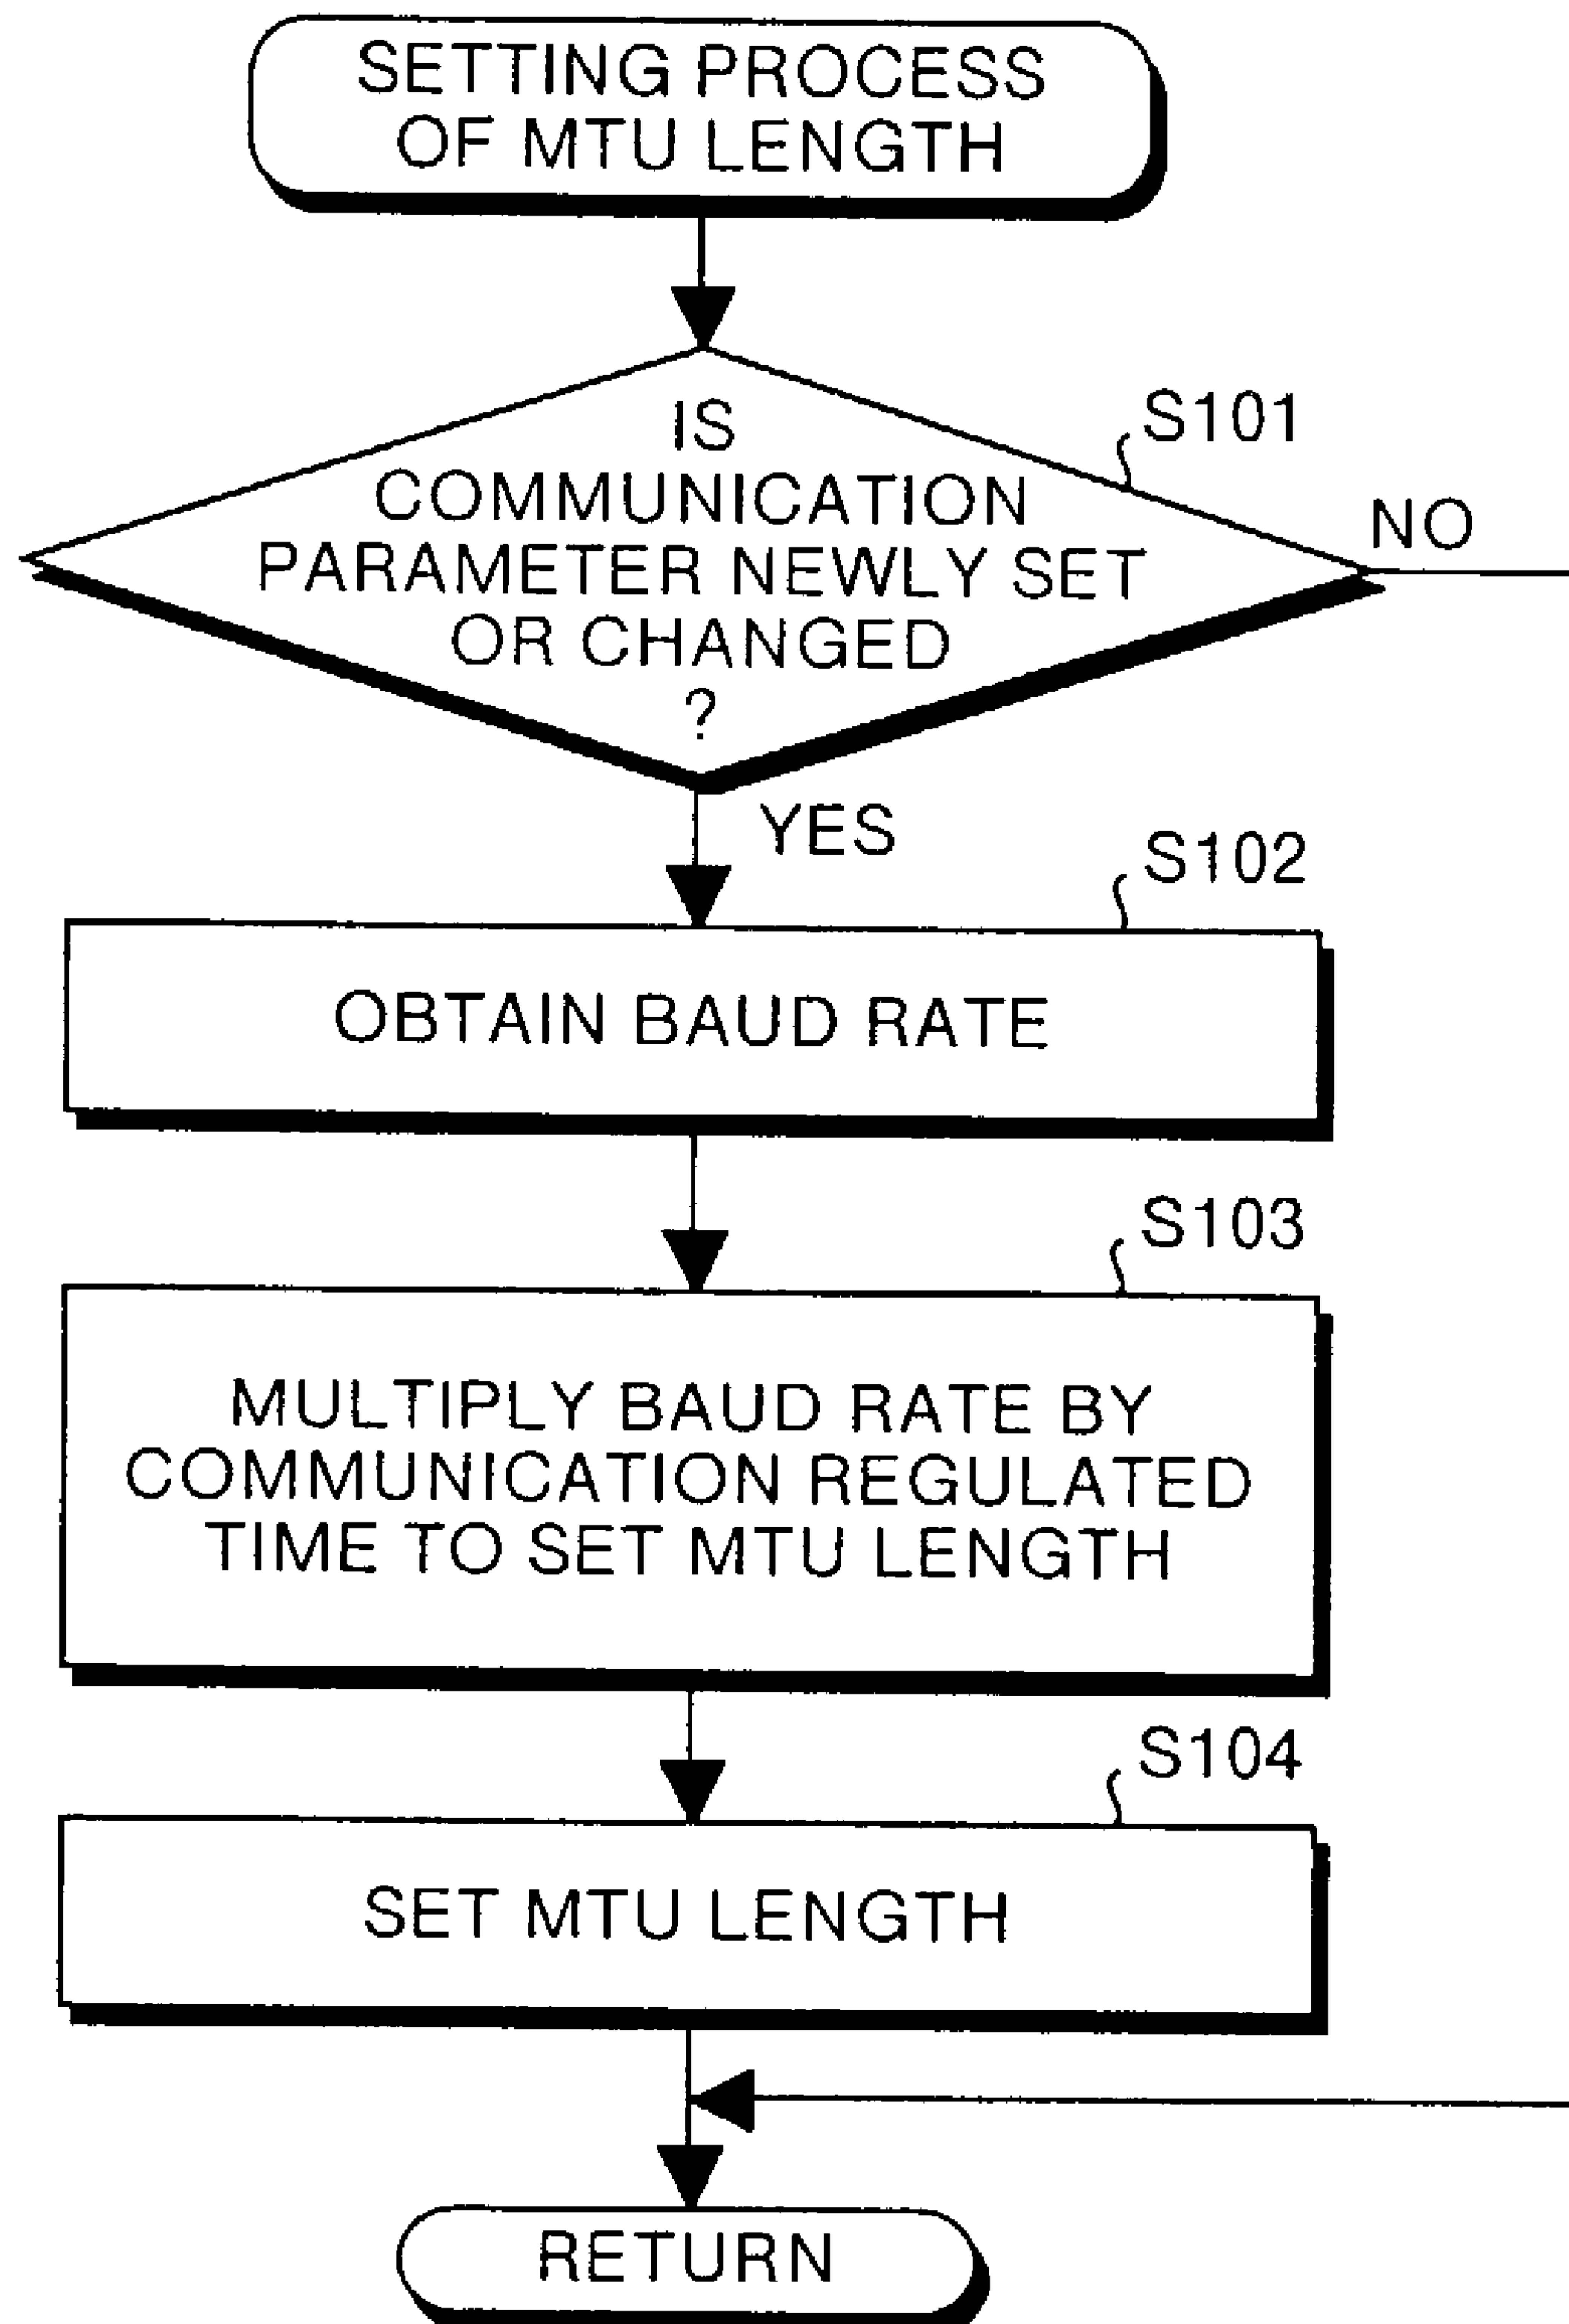 SETTING PROCESS
OF MTU LENGTH
S101
IS
COMMUNICATION
PARAMETER NEWLY SET
OR CHANGED
?
NO
YES
S102
OBTAIN BAUD RATE
S103
MULTIPLY BAUD RATE BY
COMMUNICATION REGULATED
TIME TO SET MTU LENGTH
S104
SET MTU LENGTH
RETURN